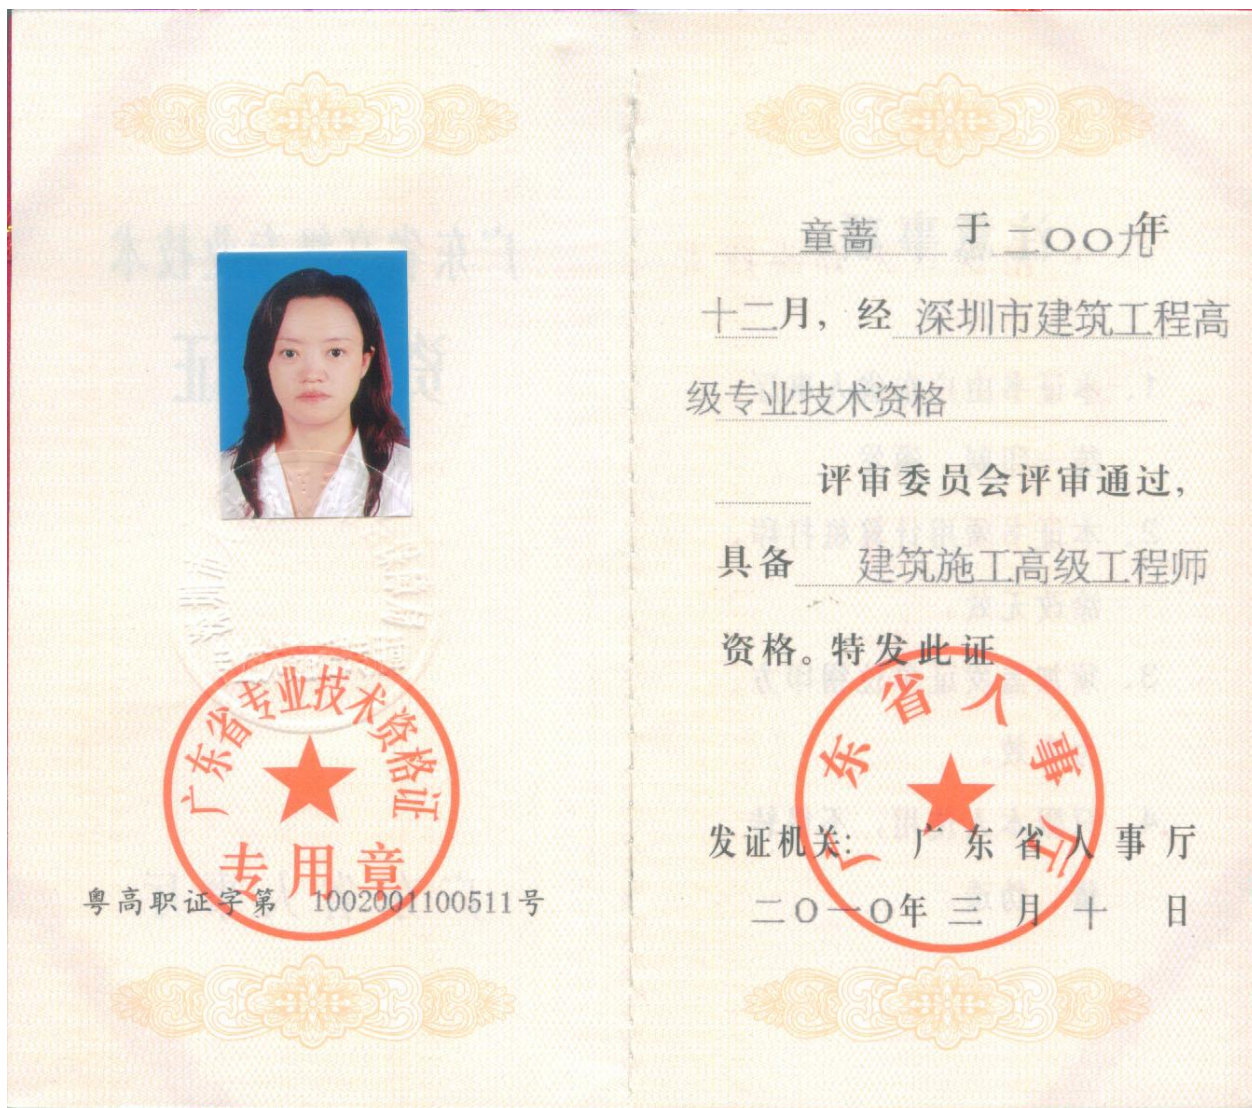 广东省专业技术资格证
专用章
粤高职证字第 1002001100511号
童蔷 于 二〇〇九年
十二月，经 深圳市建筑工程高
级专业技术资格
评审委员会评审通过，
具备 建筑施工高级工程师
资格。特发此证
广东省人事厅
发证机关： 广东省人事厅
二〇一〇年 三 月 十 日